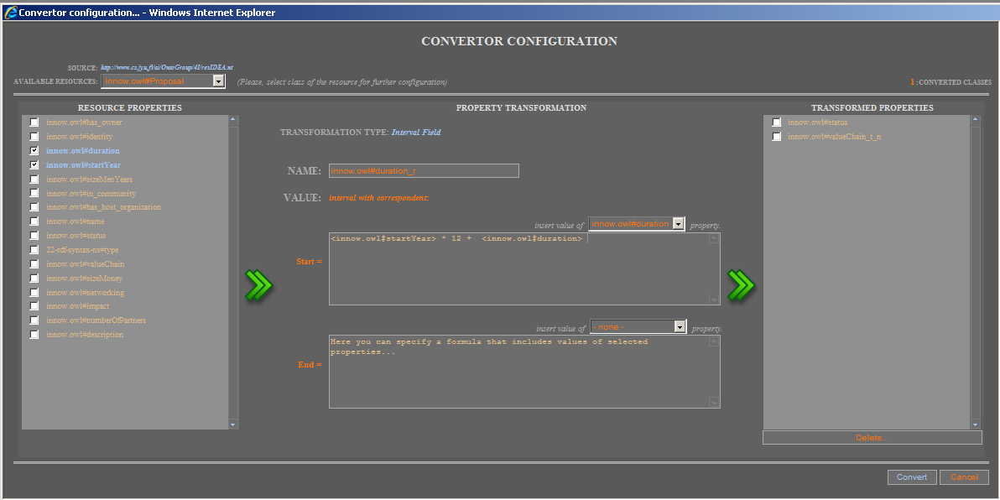 Convertor configuration... - Windows Internet Explorer
CONVERTOR CONFIGURATION
SOURCE: http://www.cs.jyu.fi/ai/OntoGroup/4I/resIDEA.nt
AVAILABLE RESOURCES: innow.owl#Proposal (Please, select class of the resource for further configuration) 1 :CONVERTED CLASSES
RESOURCE PROPERTIES
innow.owl#has_owner
innow.owl#identity
innow.owl#duration
innow.owl#startYear
innow.owl#sizeMenYears
innow.owl#in_community
innow.owl#has_host_organization
innow.owl#name
innow.owl#status
22-rdf-syntax-ns#type
innow.owl#valueChain
innow.owl#sizeMoney
innow.owl#networking
innow.owl#impact
innow.owl#numberOfPartners
innow.owl#description
PROPERTY TRANSFORMATION
TRANSFORMATION TYPE: Interval Field
NAME: innow.owl#duration_r
VALUE: interval with correspondent:
insert value of innow.owl#duration property.
Start = <innow.owl#startYear> * 12 + <innow.owl#duration>
insert value of - none - property.
End = Here you can specify a formula that includes values of selected
properties...
TRANSFORMED PROPERTIES
innow.owl#status
innow.owl#valueChain_t_n
Delete...
Convert Cancel